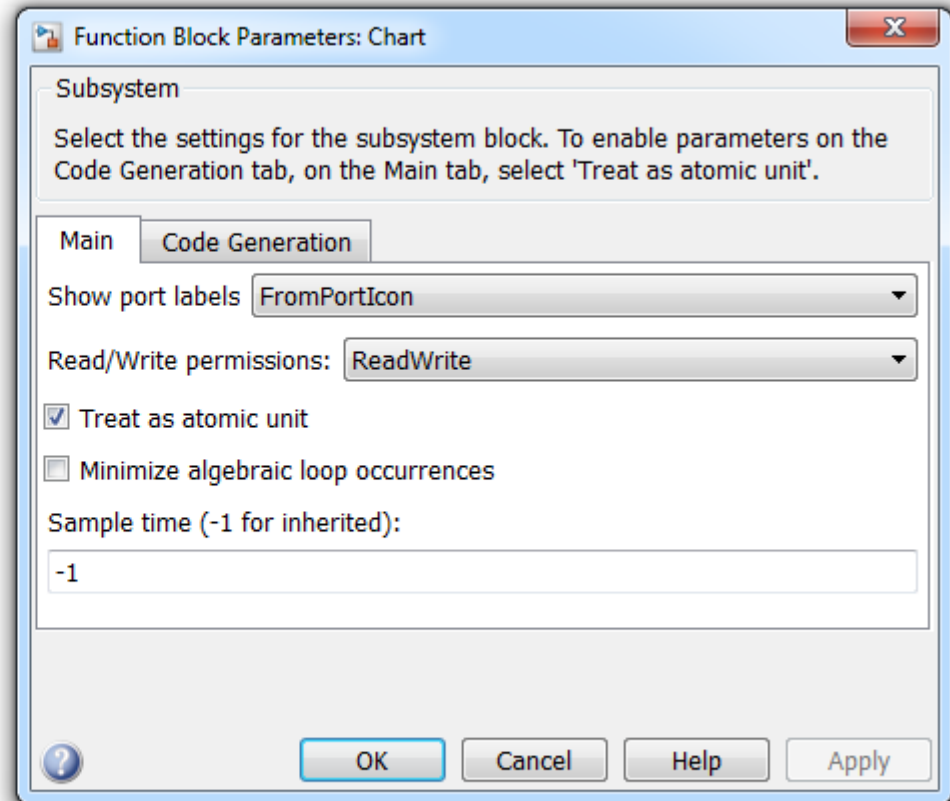 Function Block Parameters: Chart
Subsystem
Select the settings for the subsystem block. To enable parameters on the
Code Generation tab, on the Main tab, select 'Treat as atomic unit'.
Main
Code Generation
Show port labels FromPortIcon
Read/Write permissions: ReadWrite
Treat as atomic unit
Minimize algebraic loop occurrences
Sample time (-1 for inherited):
-1
? OK Cancel Help Apply